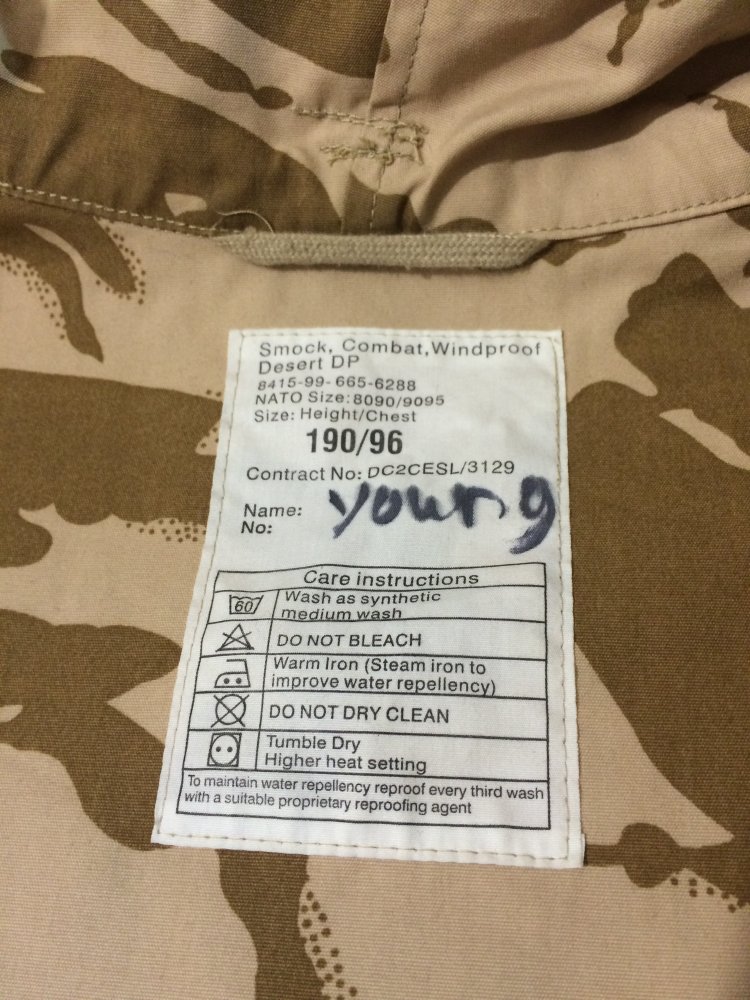 Smock, Combat, Windproof
Desert DP
8415-99-665-6288
NATO Size: 8090/9095
Size: Height/Chest
190/96
Contract No: DC2CESL/3129
Name: young
No:
Care instructions
60 Wash as synthetic
medium wash
DO NOT BLEACH
Warm Iron (Steam iron to
improve water repellency)
DO NOT DRY CLEAN
Tumble Dry
Higher heat setting
To maintain water repellency reproof every third wash
with a suitable proprietary reproofing agent